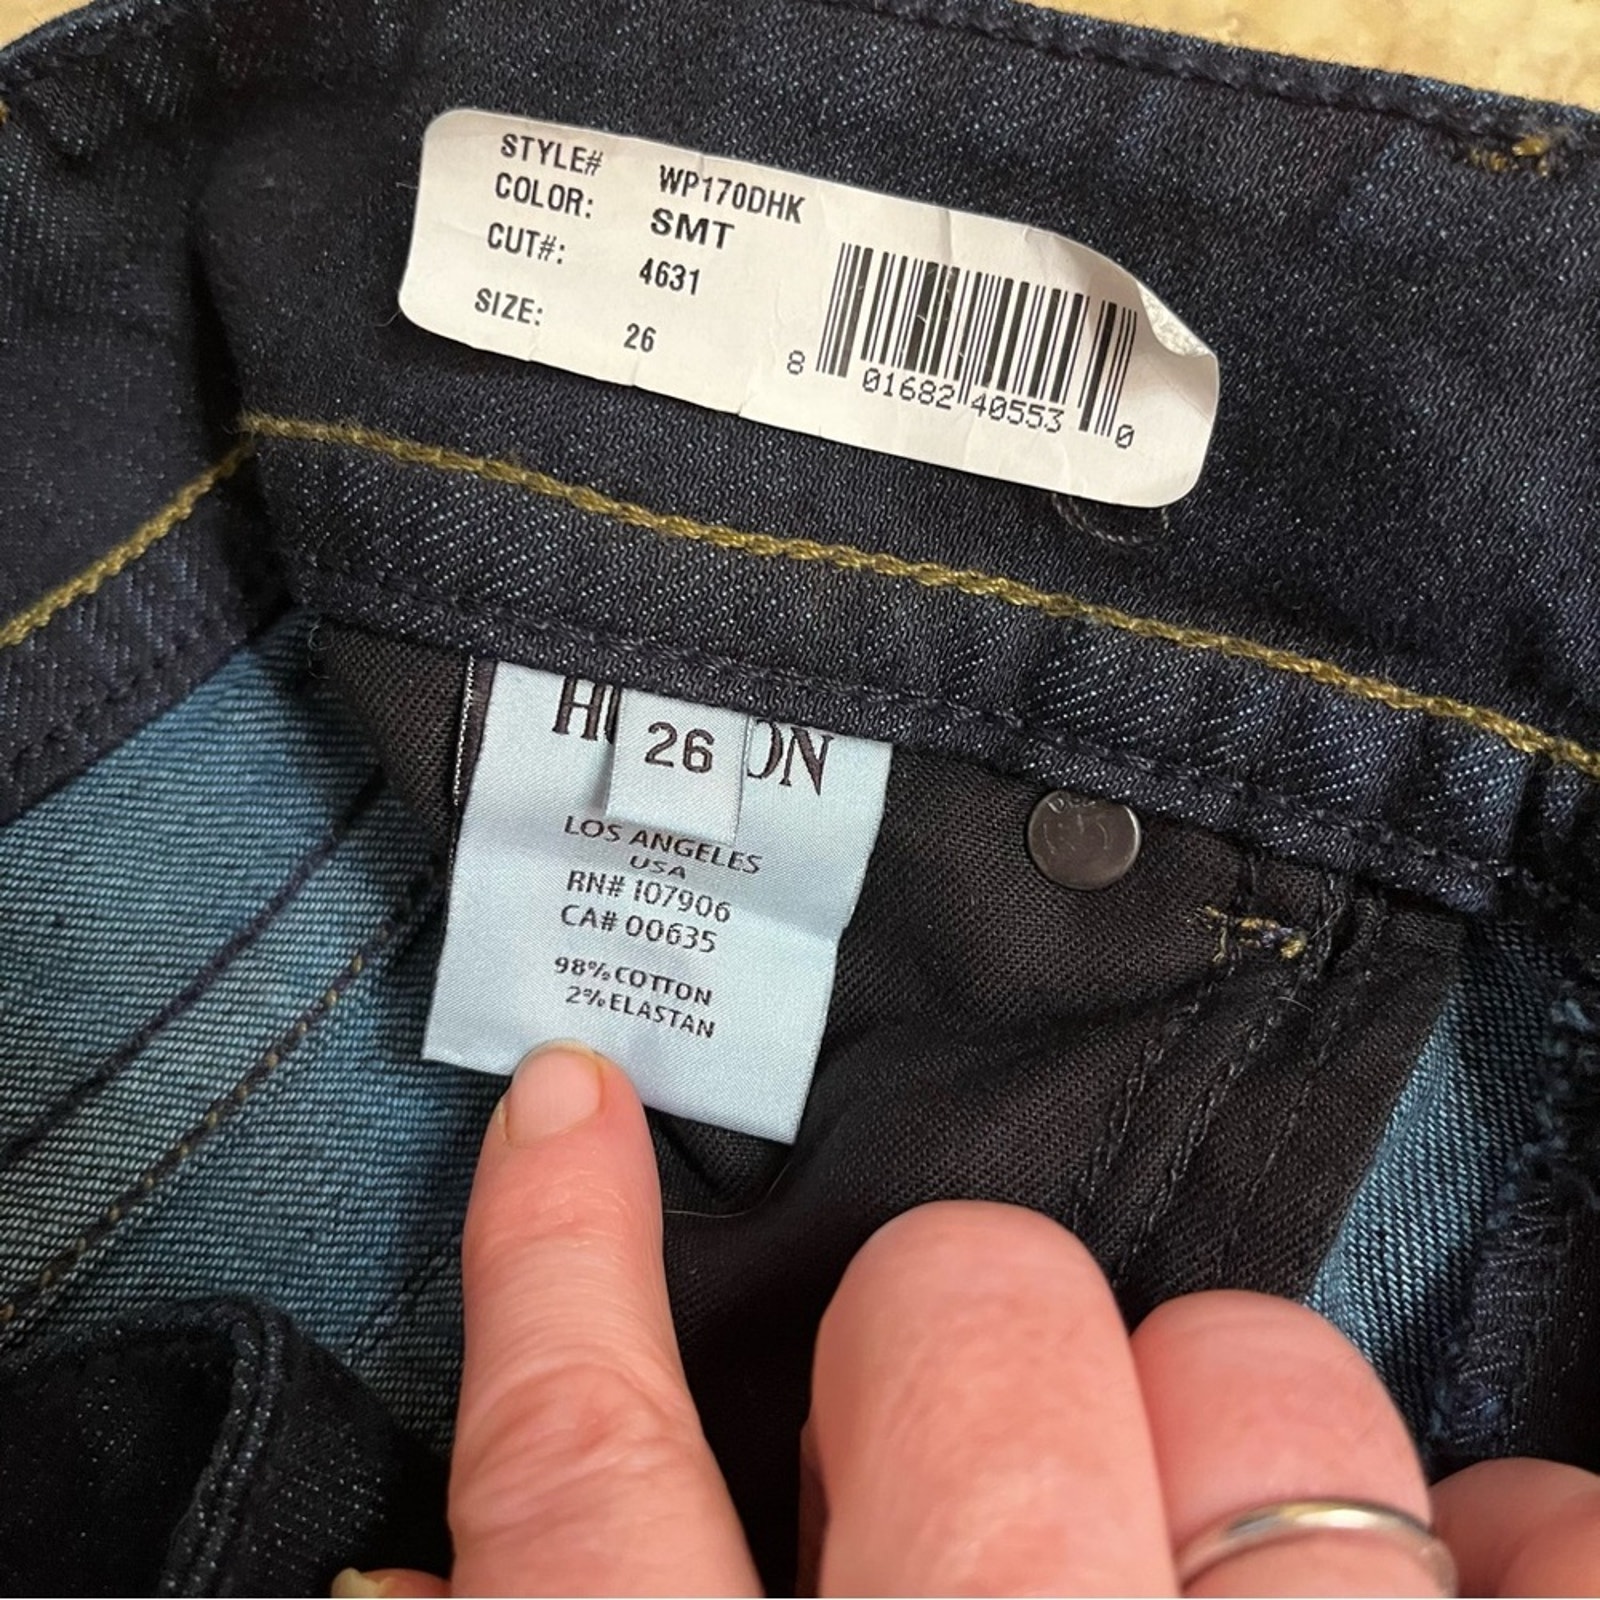 STYLE# WP170DHK
COLOR: SMT
CUT#: 4631
SIZE: 26
8 01682 40553 0
26
LOS ANGELES
USA
RN# 107906
CA# 00635
98% COTTON
2% ELASTAN